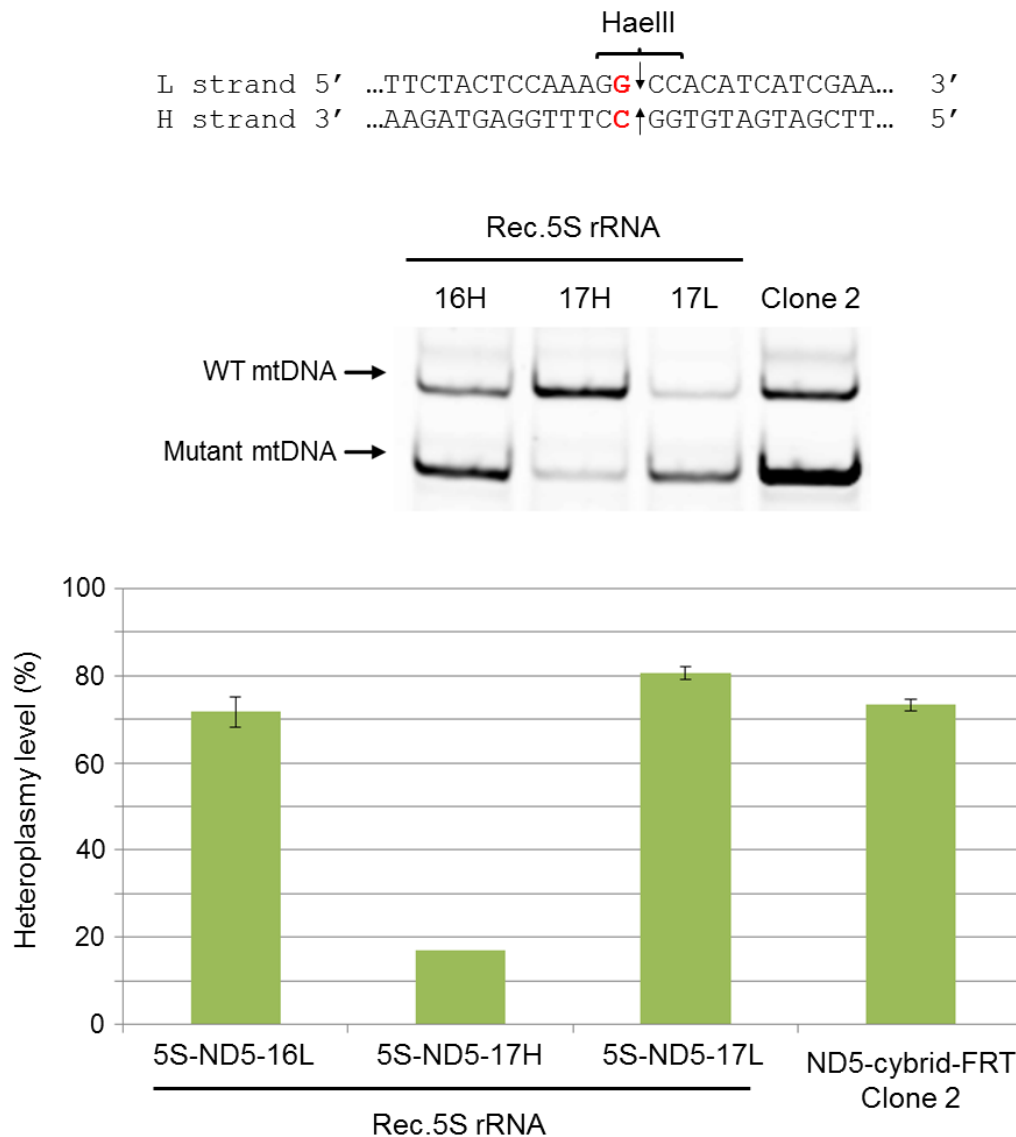 HaeIII
L strand 5’ …TTCTACTCCAAAGG CCACATCATCGAA… 3’
H strand 3’ …AAGATGAGGTTTCC GGTGTAGTAGCTT… 5’
Rec.5S rRNA
16H 17H 17L Clone 2
WT mtDNA
Mutant mtDNA
Heteroplasmy level (%)
100
80
60
40
20
0
5S-ND5-16L 5S-ND5-17H 5S-ND5-17L ND5-cybrid-FRT
Clone 2
Rec.5S rRNA